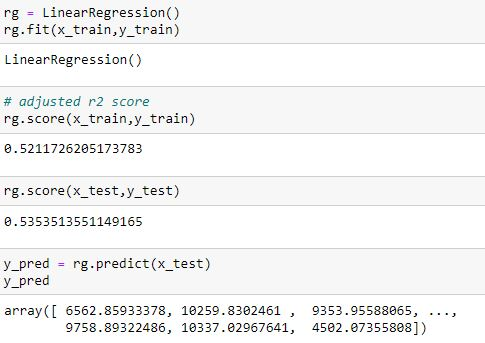 rg = LinearRegression()
rg.fit(x_train,y_train)
LinearRegression()
# adjusted r2 score
rg.score(x_train,y_train)
0.5211726205173783
rg.score(x_test,y_test)
0.5353513551149165
y_pred = rg.predict(x_test)
y_pred
array([ 6562.85933378, 10259.8302461 ,  9353.95588065, ...,
        9758.89322486, 10337.02967641,  4502.07355808])